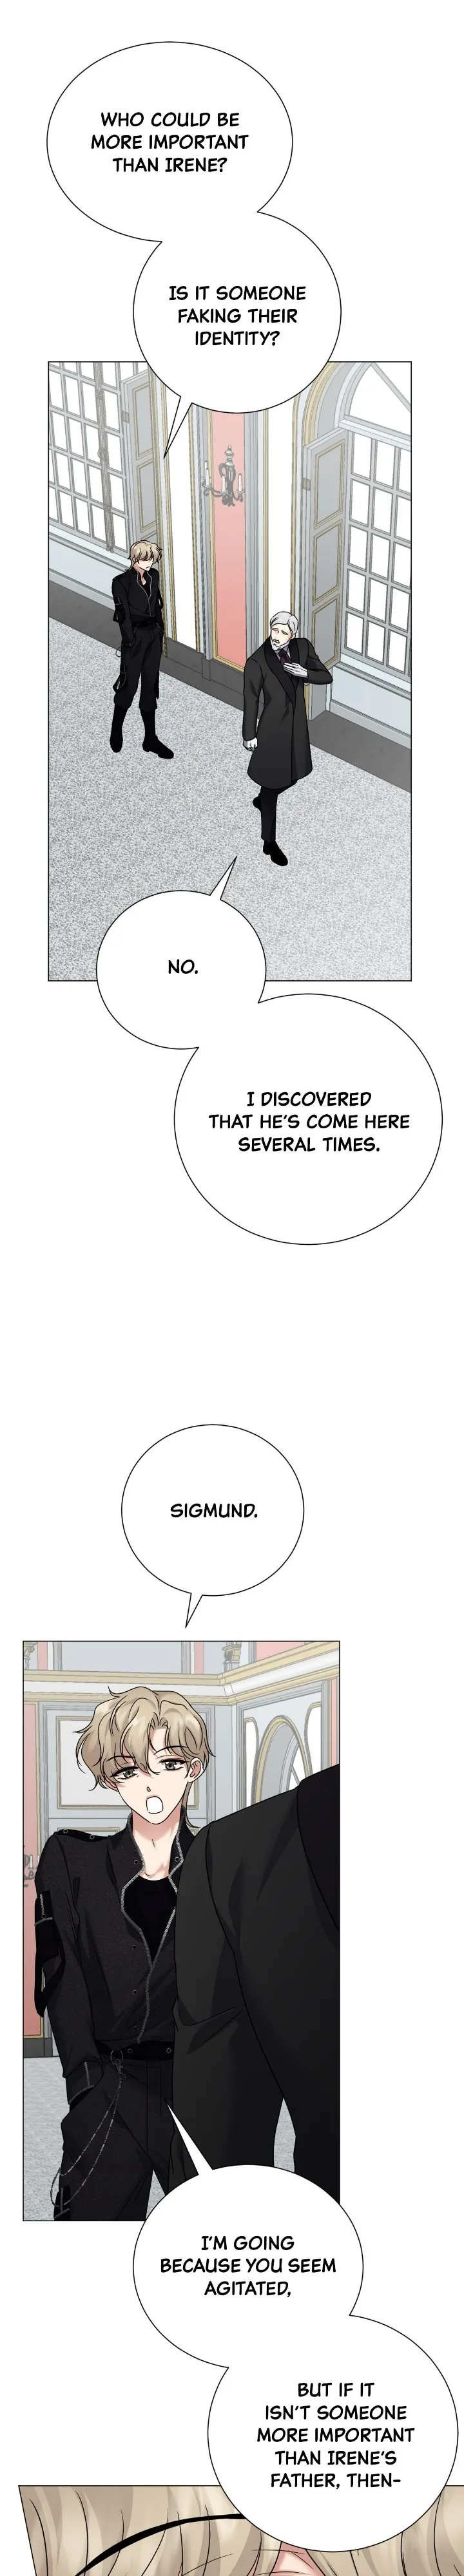 WHO COULD BE
MORE IMPORTANT
THAN IRENE?
IS IT SOMEONE
FAKING THEIR
IDENTITY?
NO.
I DISCOVERED
THAT HE'S COME HERE
SEVERAL TIMES.
SIGMUND.
I'M GOING
BECAUSE YOU SEEM
AGITATED,
BUT IF IT
ISN'T SOMEONE
MORE IMPORTANT
THAN IRENE'S
FATHER, THEN-